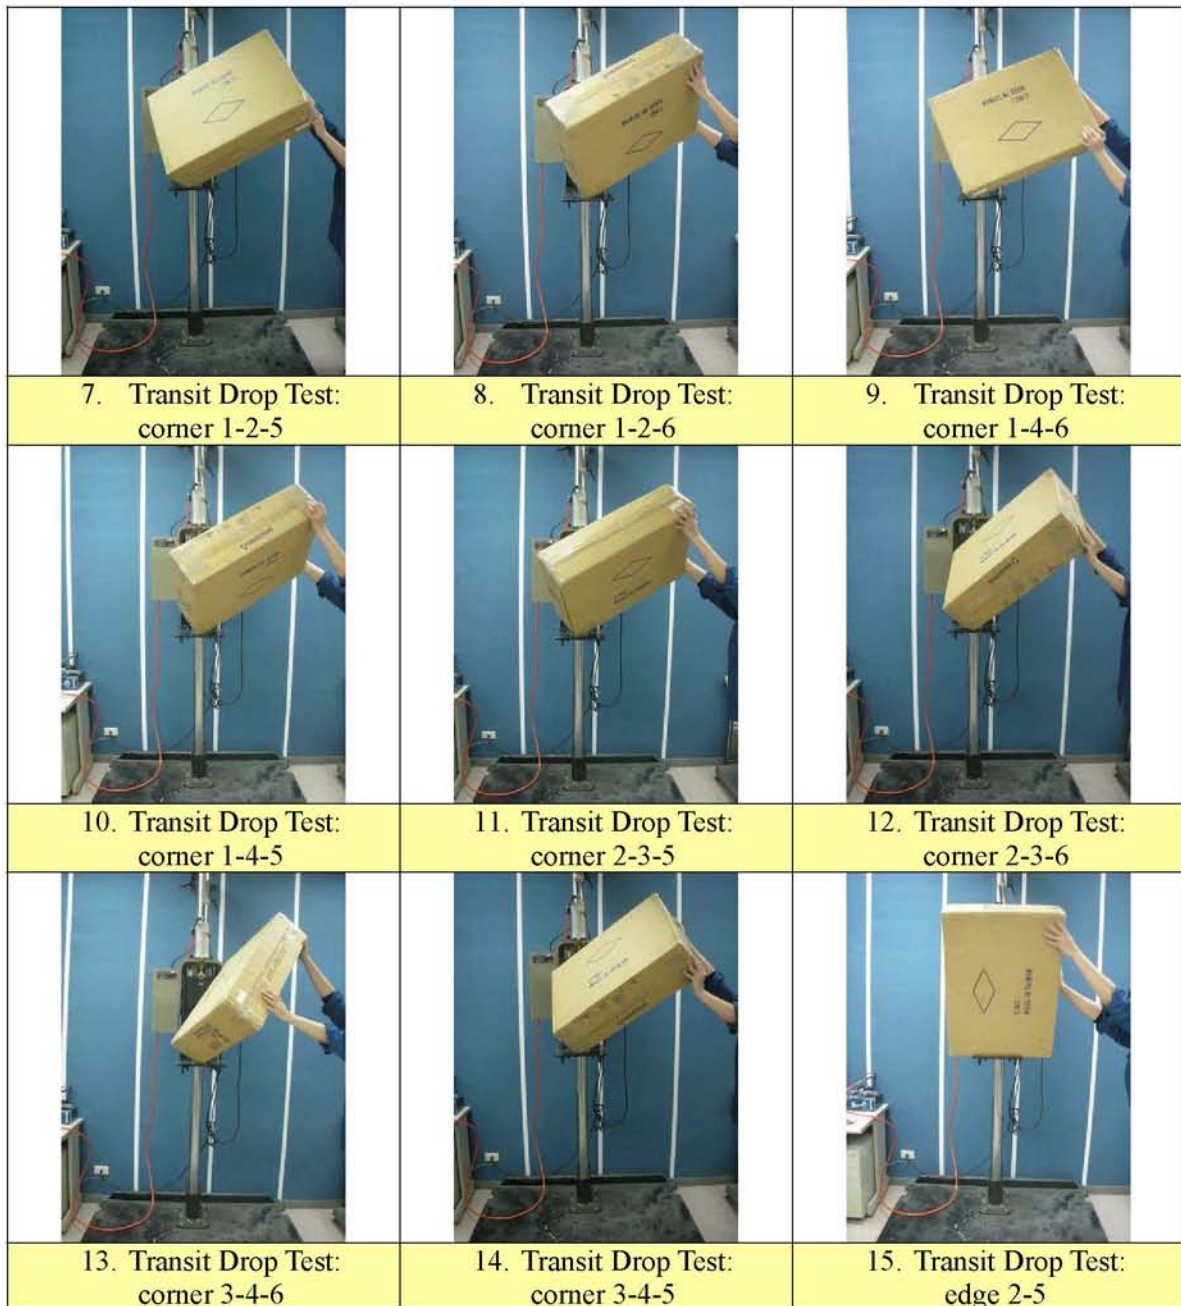 7. Transit Drop Test:
corner 1-2-5
8. Transit Drop Test:
corner 1-2-6
9. Transit Drop Test:
corner 1-4-6
10. Transit Drop Test:
corner 1-4-5
11. Transit Drop Test:
corner 2-3-5
12. Transit Drop Test:
corner 2-3-6
13. Transit Drop Test:
corner 3-4-6
14. Transit Drop Test:
corner 3-4-5
15. Transit Drop Test:
edge 2-5